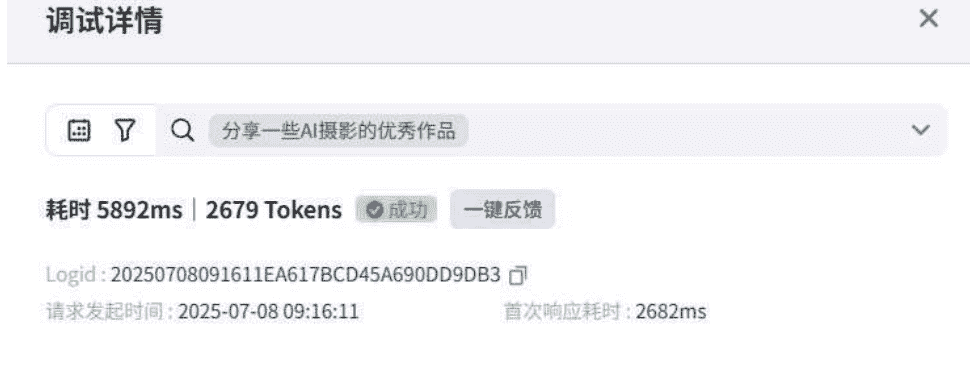 调试详情
分享一些AI摄影的优秀作品
耗时 5892ms | 2679 Tokens 成功 一键反馈
Logid : 20250708091611EA617BCD45A690DD9DB3
请求发起时间 : 2025-07-08 09:16:11 首次响应耗时 : 2682ms